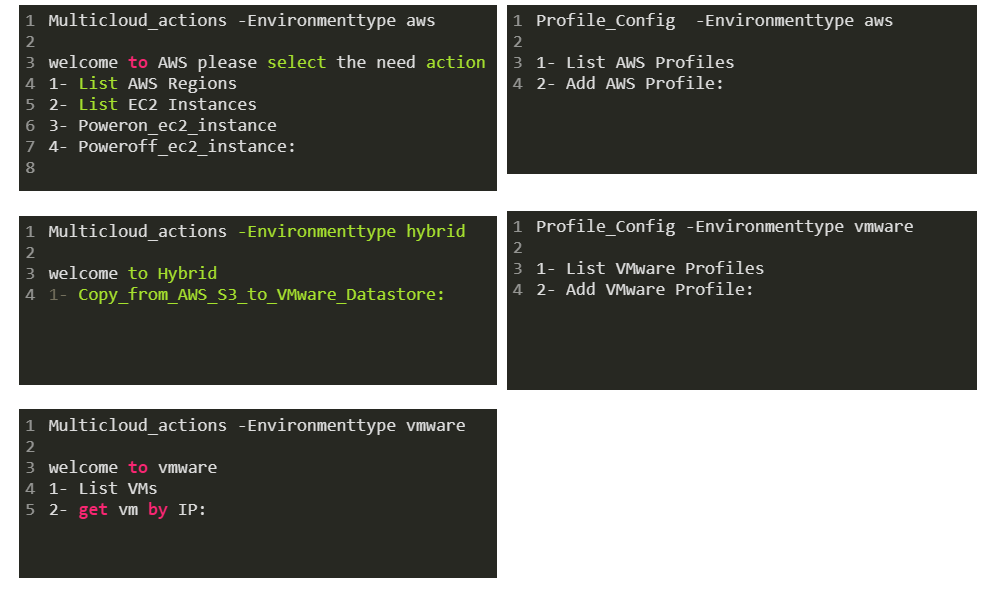 1 Multicloud_actions -Environmenttype aws
2
3 welcome to AWS please select the need action
4 1- List AWS Regions
5 2- List EC2 Instances
6 3- Poweron_ec2_instance
7 4- Poweroff_ec2_instance:
8
1 Profile_Config  -Environmenttype aws
2
3 1- List AWS Profiles
4 2- Add AWS Profile:
1 Multicloud_actions -Environmenttype hybrid
2
3 welcome to Hybrid
4 1- Copy_from_AWS_S3_to_VMware_Datastore:
1 Profile_Config -Environmenttype vmware
2
3 1- List VMware Profiles
4 2- Add VMware Profile:
1 Multicloud_actions -Environmenttype vmware
2
3 welcome to vmware
4 1- List VMs
5 2- get vm by IP: